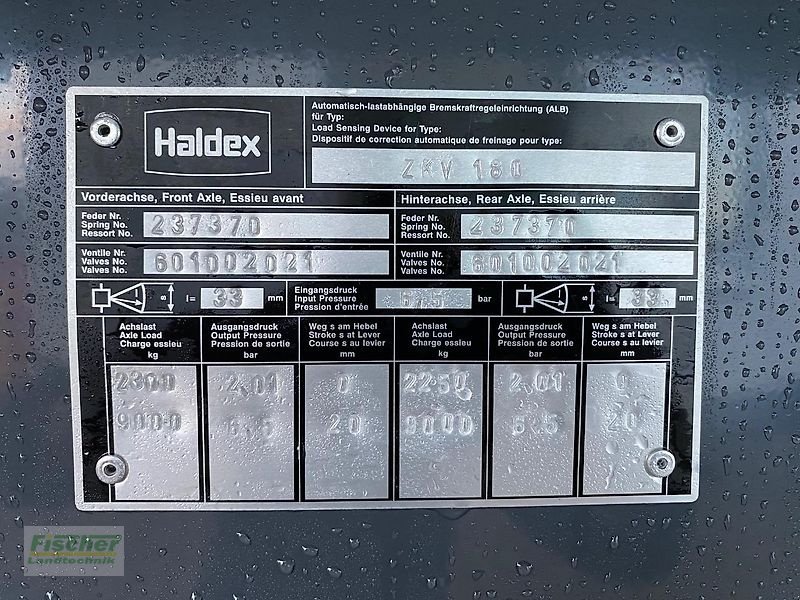 Haldex
Automatisch-lastabhängige Bremskraftregeleinrichtung (ALB)
für Typ:
Load Sensing Device for Type:
Dispositif de correction automatique de freinage pour type:
ZKV 180
Vorderachse, Front Axle, Essieu avant
Hinterachse, Rear Axle, Essieu arrière
Feder Nr.
Spring No.
Ressort No.
237370
Feder Nr.
Spring No.
Ressort No.
237370
Ventile Nr.
Valves No.
Valves No.
601002021
Ventile Nr.
Valves No.
Valves No.
601002021
s l = 33 mm
Eingangsdruck
Input Pressure
Pression d'entrée
6,5 bar
s l = 33 mm
Achslast
Axle Load
Charge essieu
kg
Ausgangsdruck
Output Pressure
Pression de sortie
bar
Weg s am Hebel
Stroke s at Lever
Course s au levier
mm
Achslast
Axle Load
Charge essieu
kg
Ausgangsdruck
Output Pressure
Pression de sortie
bar
Weg s am Hebel
Stroke s at Lever
Course s au levier
mm
2300 2,01 0 2250 2,01 0
9000 6,5 20 9000 6,5 20
Fischer
Landtechnik